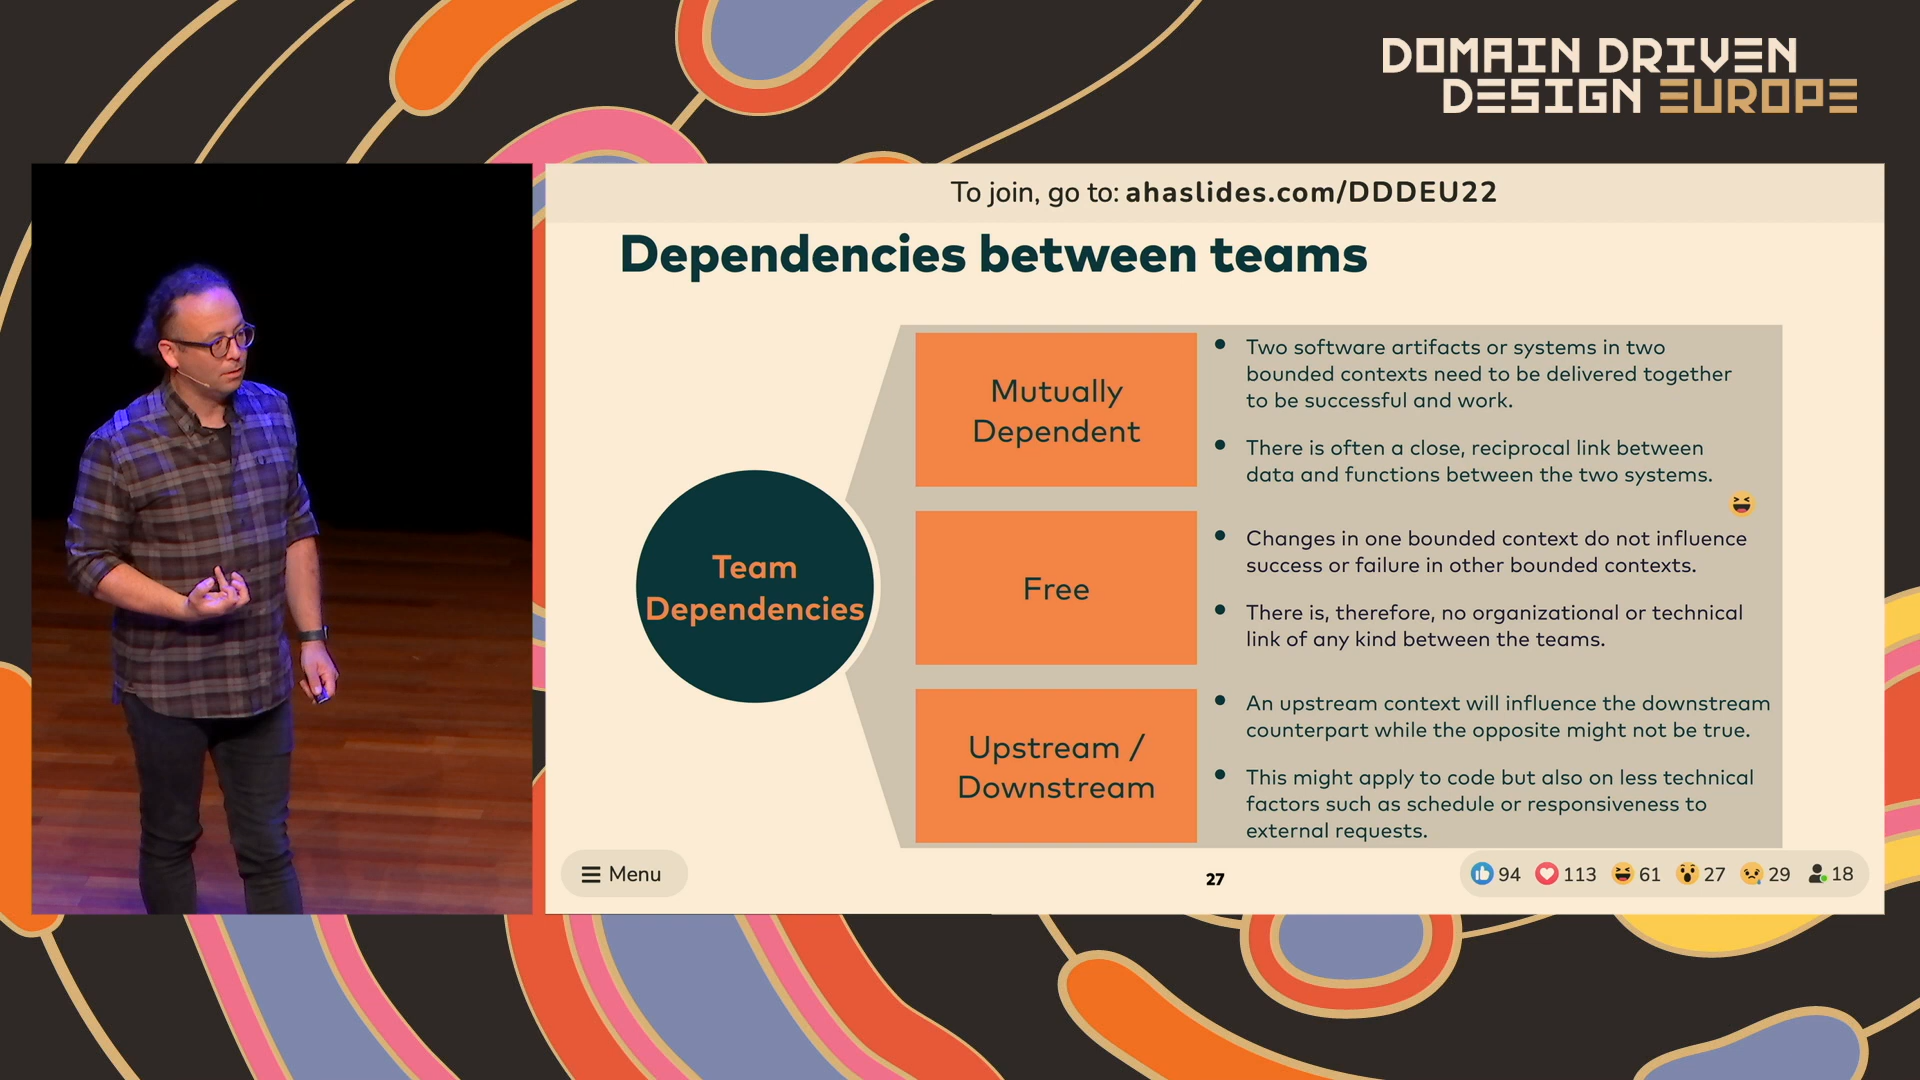 DOMAIN DRIVEN
DESIGN EUROPE
To join, go to: ahaslides.com/DDDEU22
Dependencies between teams
Team
Dependencies
Mutually
Dependent
Two software artifacts or systems in two
bounded contexts need to be delivered together
to be successful and work.
There is often a close, reciprocal link between
data and functions between the two systems.
Free
Changes in one bounded context do not influence
success or failure in other bounded contexts.
There is, therefore, no organizational or technical
link of any kind between the teams.
Upstream /
Downstream
An upstream context will influence the downstream
counterpart while the opposite might not be true.
This might apply to code but also on less technical
factors such as schedule or responsiveness to
external requests.
Menu
27
94 113 61 27 29 18